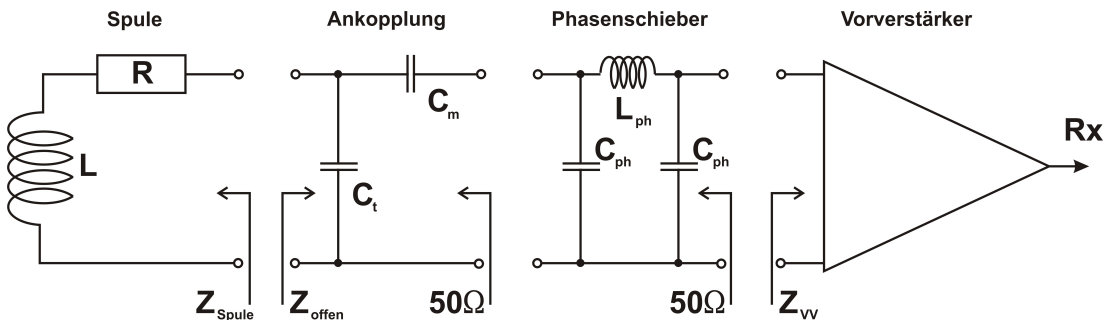 Spule Ankopplung Phasenschieber Vorverstärker
R
L
C_m
C_t
L_ph
C_ph C_ph
Rx
Z_Spule Z_offen 50Ω 50Ω Z_VV